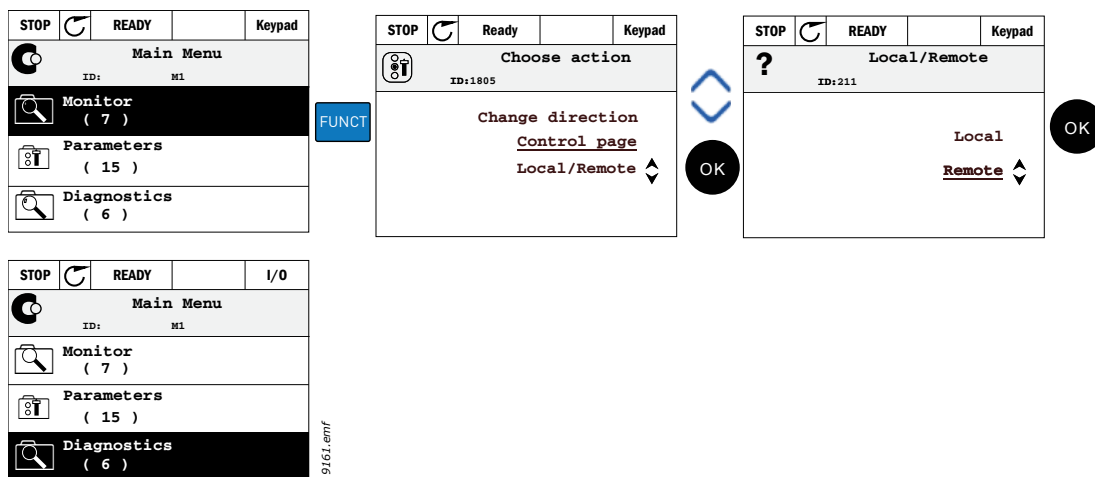 STOP READY Keypad
Main Menu
ID: M1
Monitor
( 7 )
Parameters
( 15 )
Diagnostics
( 6 )
FUNCT
STOP Ready Keypad
Choose action
ID:1805
Change direction
Control page
Local/Remote
OK
STOP READY Keypad
?
Local/Remote
ID:211
Local
Remote
OK
STOP READY I/O
Main Menu
ID: M1
Monitor
( 7 )
Parameters
( 15 )
Diagnostics
( 6 )
9161.emf